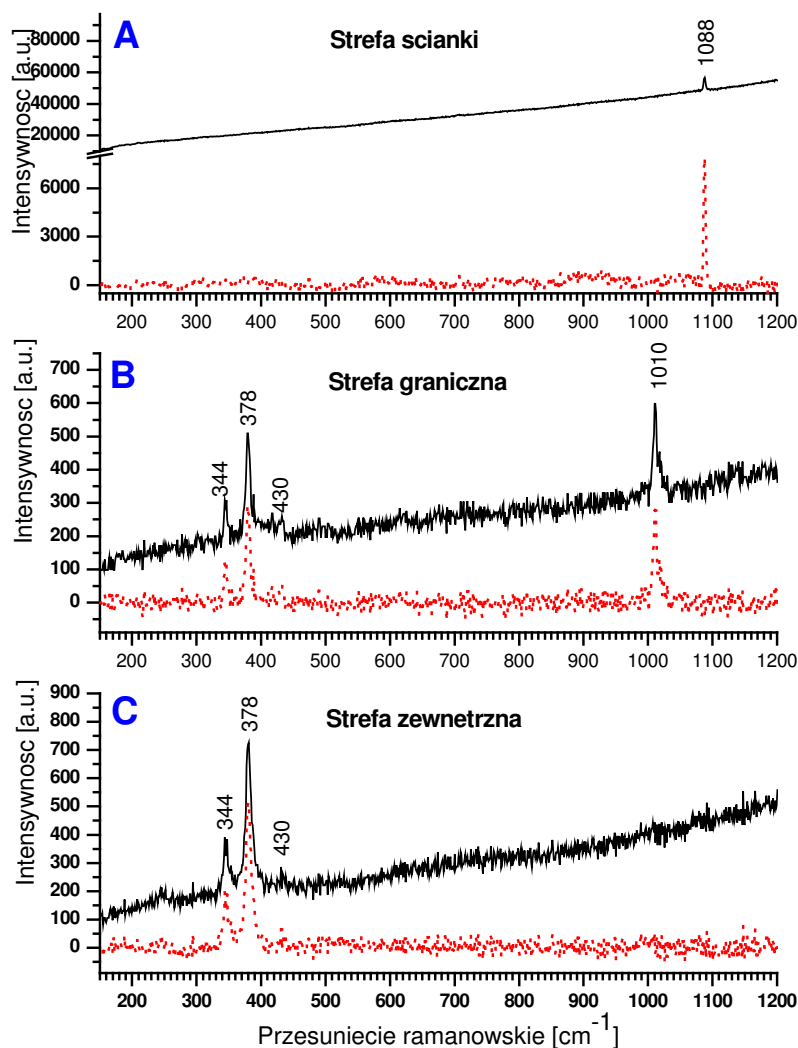 A
Strefa scianki
1088
Intensywnosc [a.u.]
80000
60000
40000
20000
6000
3000
0
200 300 400 500 600 700 800 900 1000 1100 1200
B
Strefa graniczna
344
378
430
1010
Intensywnosc [a.u.]
700
600
500
400
300
200
100
0
200 300 400 500 600 700 800 900 1000 1100 1200
C
Strefa zewnetrzna
344
378
430
Intensywnosc [a.u.]
900
800
700
600
500
400
300
200
100
0
200 300 400 500 600 700 800 900 1000 1100 1200
Przesuniecie ramanowskie [cm⁻¹]